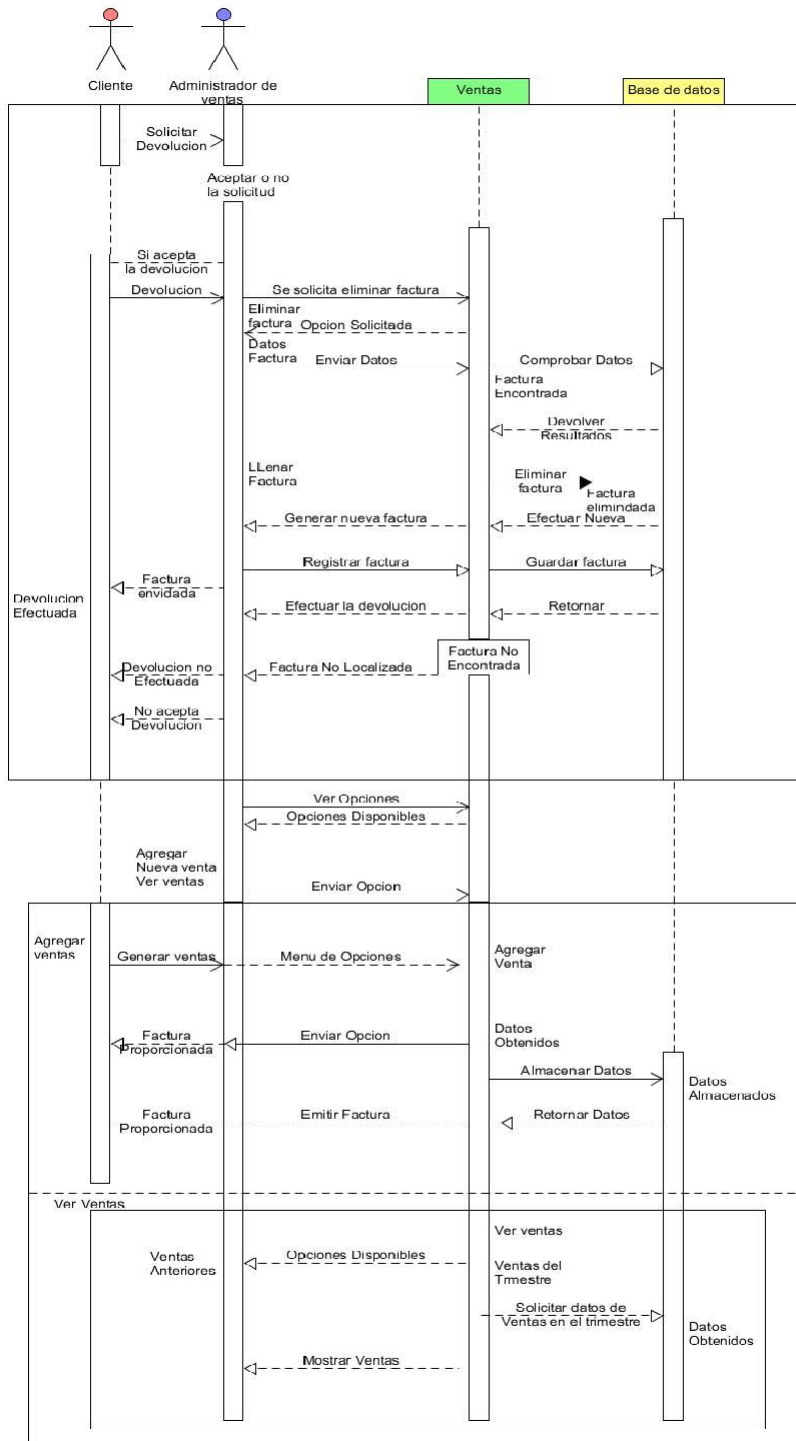 Cliente
Administrador de
ventas
Ventas
Base de datos
Solicitar
Devolucion
Aceptar o no
la solicitud
Si acepta
la devolucion
Devolucion
Se solicita eliminar factura
Eliminar
factura
Opcion Solicitada
Datos
Factura
Enviar Datos
Comprobar Datos
Factura
Encontrada
Devolver
Resultados
LLenar
Factura
Eliminar
factura
Factura
elimindada
Generar nueva factura
Efectuar Nueva
Registrar factura
Guardar factura
Factura
envidada
Devolucion
Efectuada
Efectuar la devolucion
Retornar
Factura No
Encontrada
Devolucion no
Efectuada
Factura No Localizada
No acepta
Devolucion
Ver Opciones
Opciones Disponibles
Agregar
Nueva venta
Ver ventas
Enviar Opcion
Agregar
ventas
Generar ventas
Menu de Opciones
Agregar
Venta
Factura
Proporcionada
Enviar Opcion
Datos
Obtenidos
Almacenar Datos
Datos
Almacenados
Factura
Proporcionada
Emitir Factura
Retornar Datos
Ver Ventas
Ver ventas
Ventas
Anteriores
Opciones Disponibles
Ventas del
Trmestre
Solicitar datos de
Ventas en el trimestre
Datos
Obtenidos
Mostrar Ventas